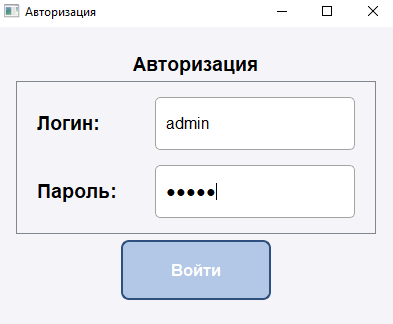 Авторизация
Авторизация
Логин:
admin
Пароль:
●●●●●
Войти